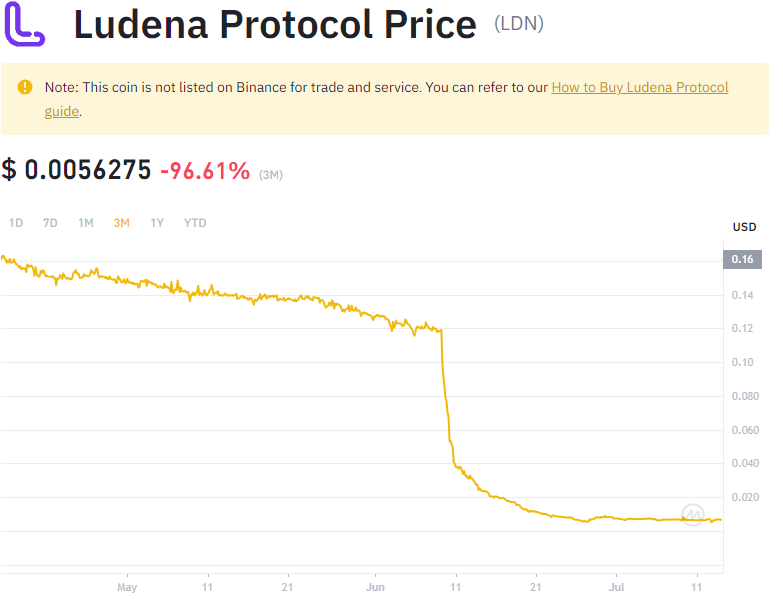 Ludena Protocol Price (LDN)
Note: This coin is not listed on Binance for trade and service. You can refer to our How to Buy Ludena Protocol
guide.
$ 0.0056275 -96.61% (3M)
1D 7D 1M 3M 1Y YTD
USD
0.16
0.14
0.12
0.10
0.080
0.060
0.040
0.020
May 11 21 Jun 11 21 Jul 11